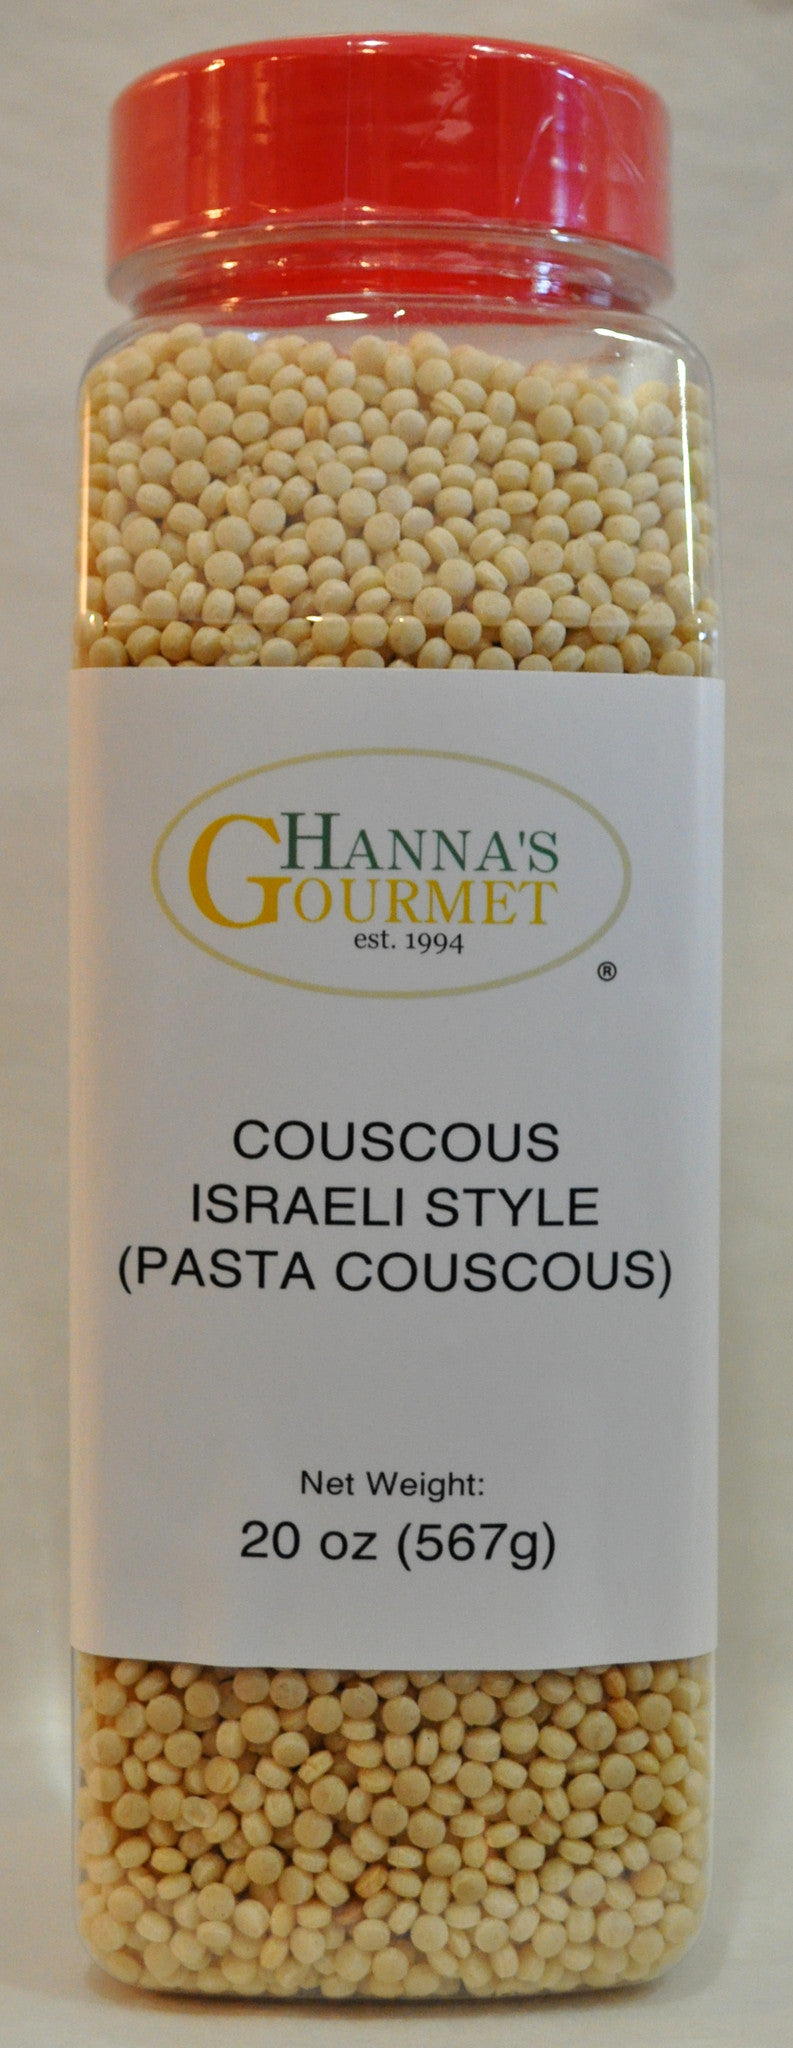 HANNA'S
GOURMET
est. 1994
®
COUSCOUS
ISRAELI STYLE
(PASTA COUSCOUS)
Net Weight:
20 oz (567g)